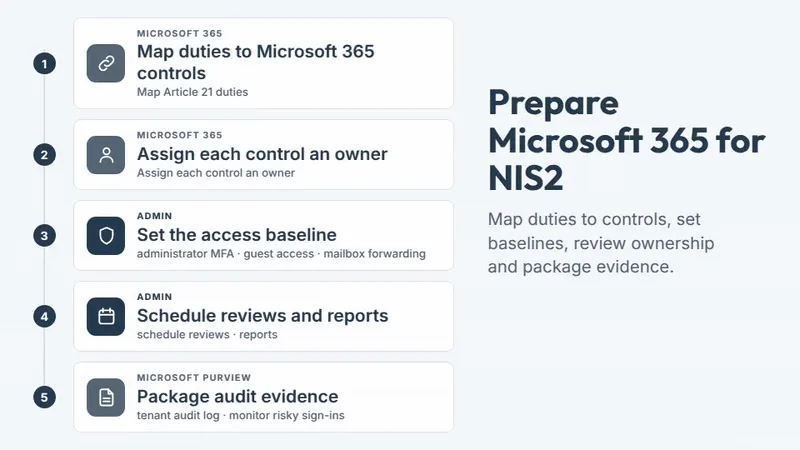 1
MICROSOFT 365
Map duties to Microsoft 365
controls
Map Article 21 duties
2
MICROSOFT 365
Assign each control an owner
Assign each control an owner
3
ADMIN
Set the access baseline
administrator MFA · guest access · mailbox forwarding
4
ADMIN
Schedule reviews and reports
schedule reviews · reports
5
MICROSOFT PURVIEW
Package audit evidence
tenant audit log · monitor risky sign-ins
Prepare
Microsoft 365 for
NIS2
Map duties to controls, set
baselines, review ownership
and package evidence.